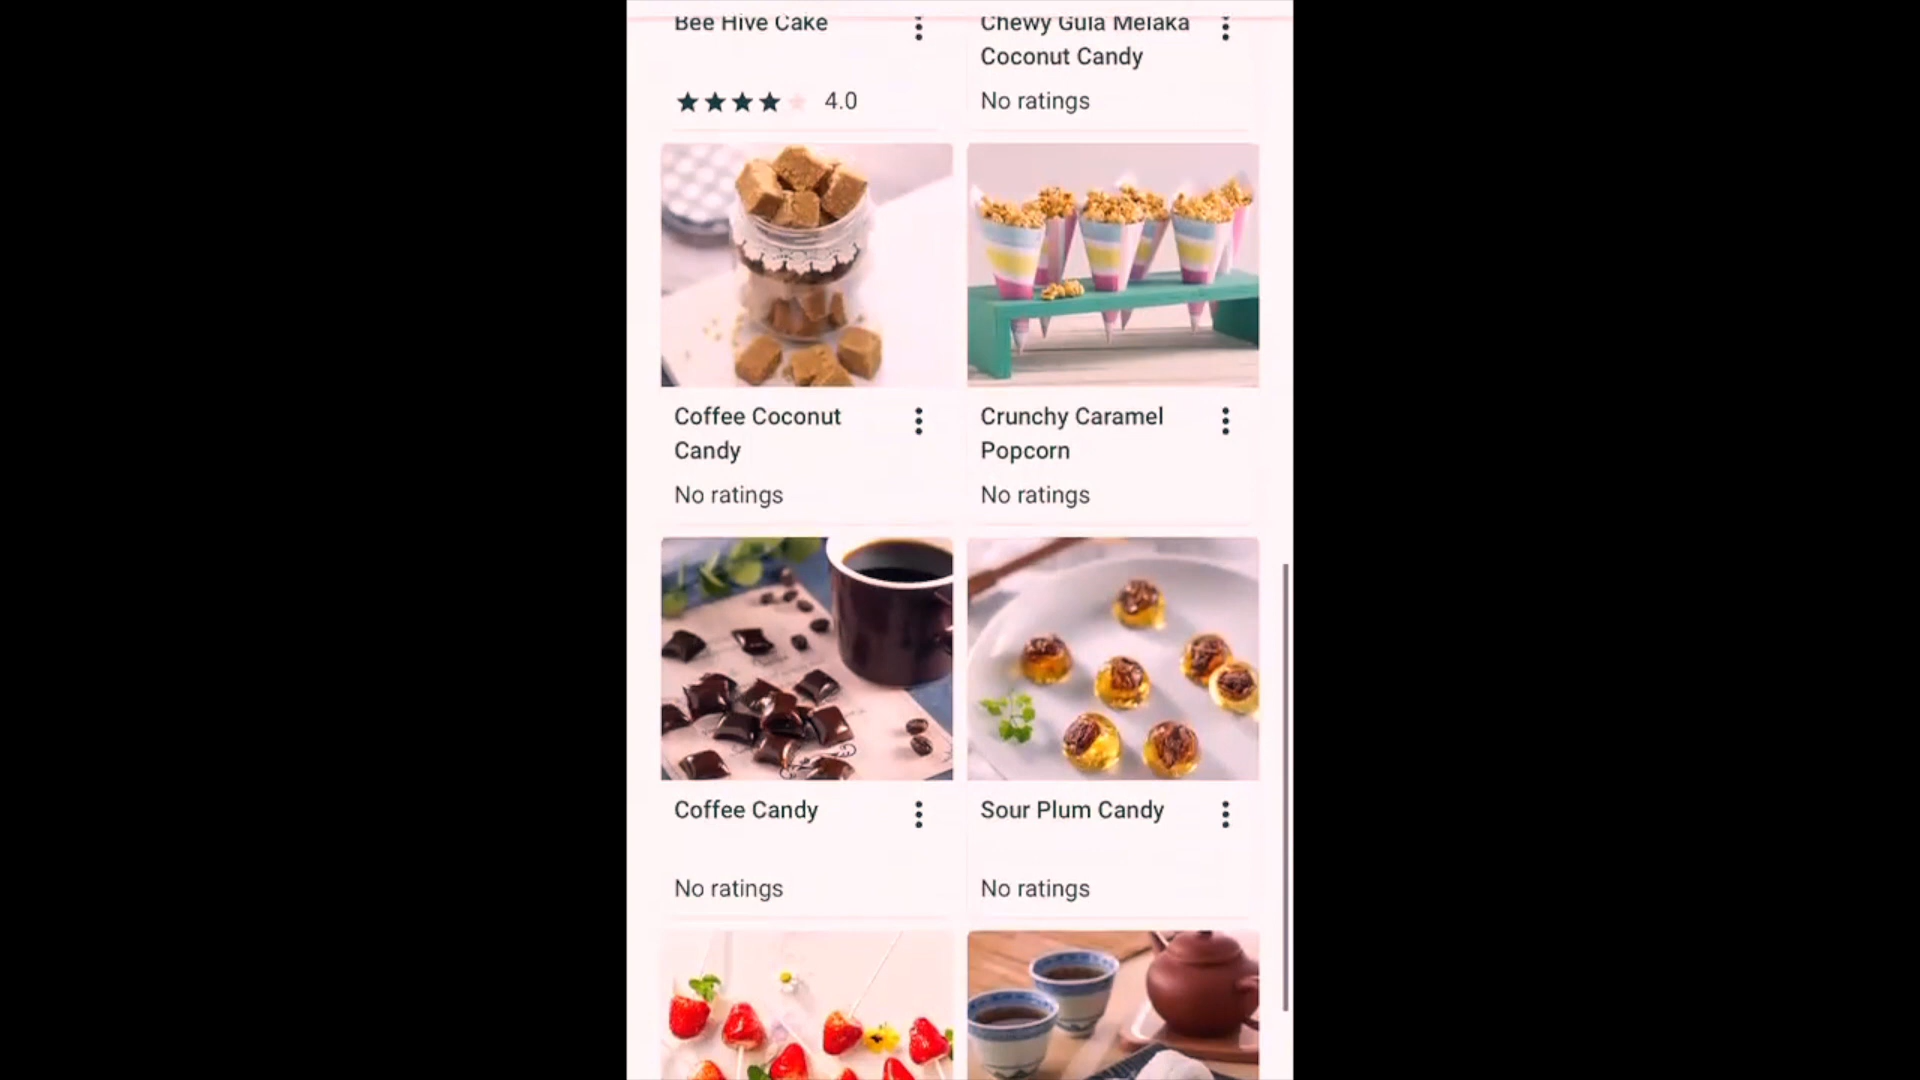 Bee Hive Cake
Chewy Gula Melaka
Coconut Candy
4.0
No ratings
Coffee Coconut
Candy
No ratings
Crunchy Caramel
Popcorn
No ratings
Coffee Candy
No ratings
Sour Plum Candy
No ratings